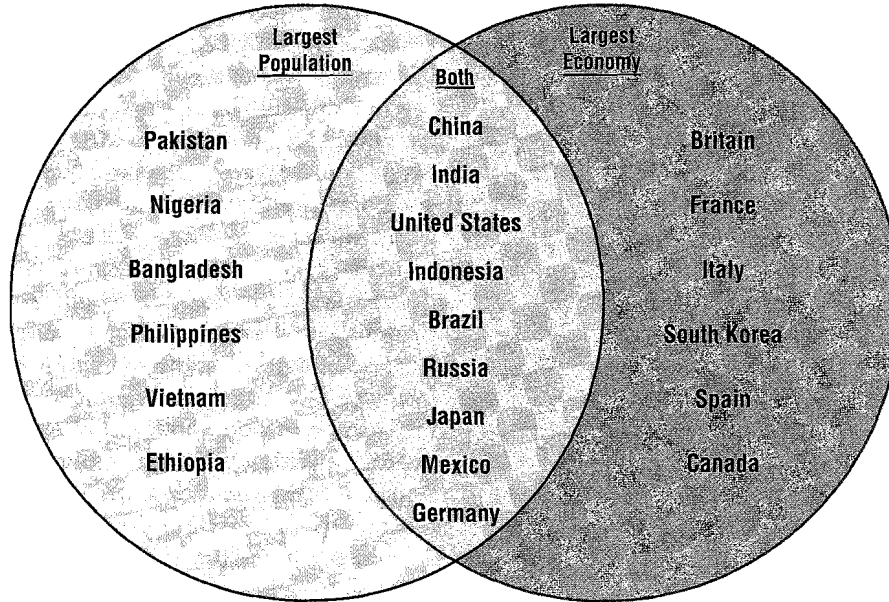 Largest
Population
Pakistan
Nigeria
Bangladesh
Philippines
Vietnam
Ethiopia
Both
China
India
United States
Indonesia
Brazil
Russia
Japan
Mexico
Germany
Largest
Economy
Britain
France
Italy
South Korea
Spain
Canada